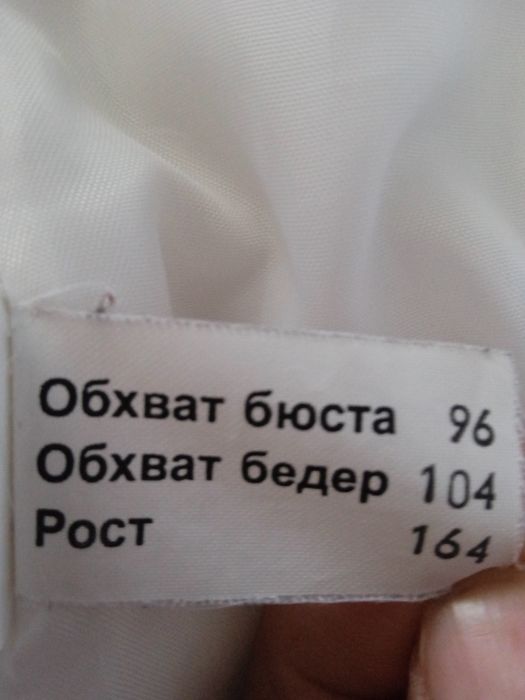 Обхват бюста 96
Обхват бедер 104
Рост 164